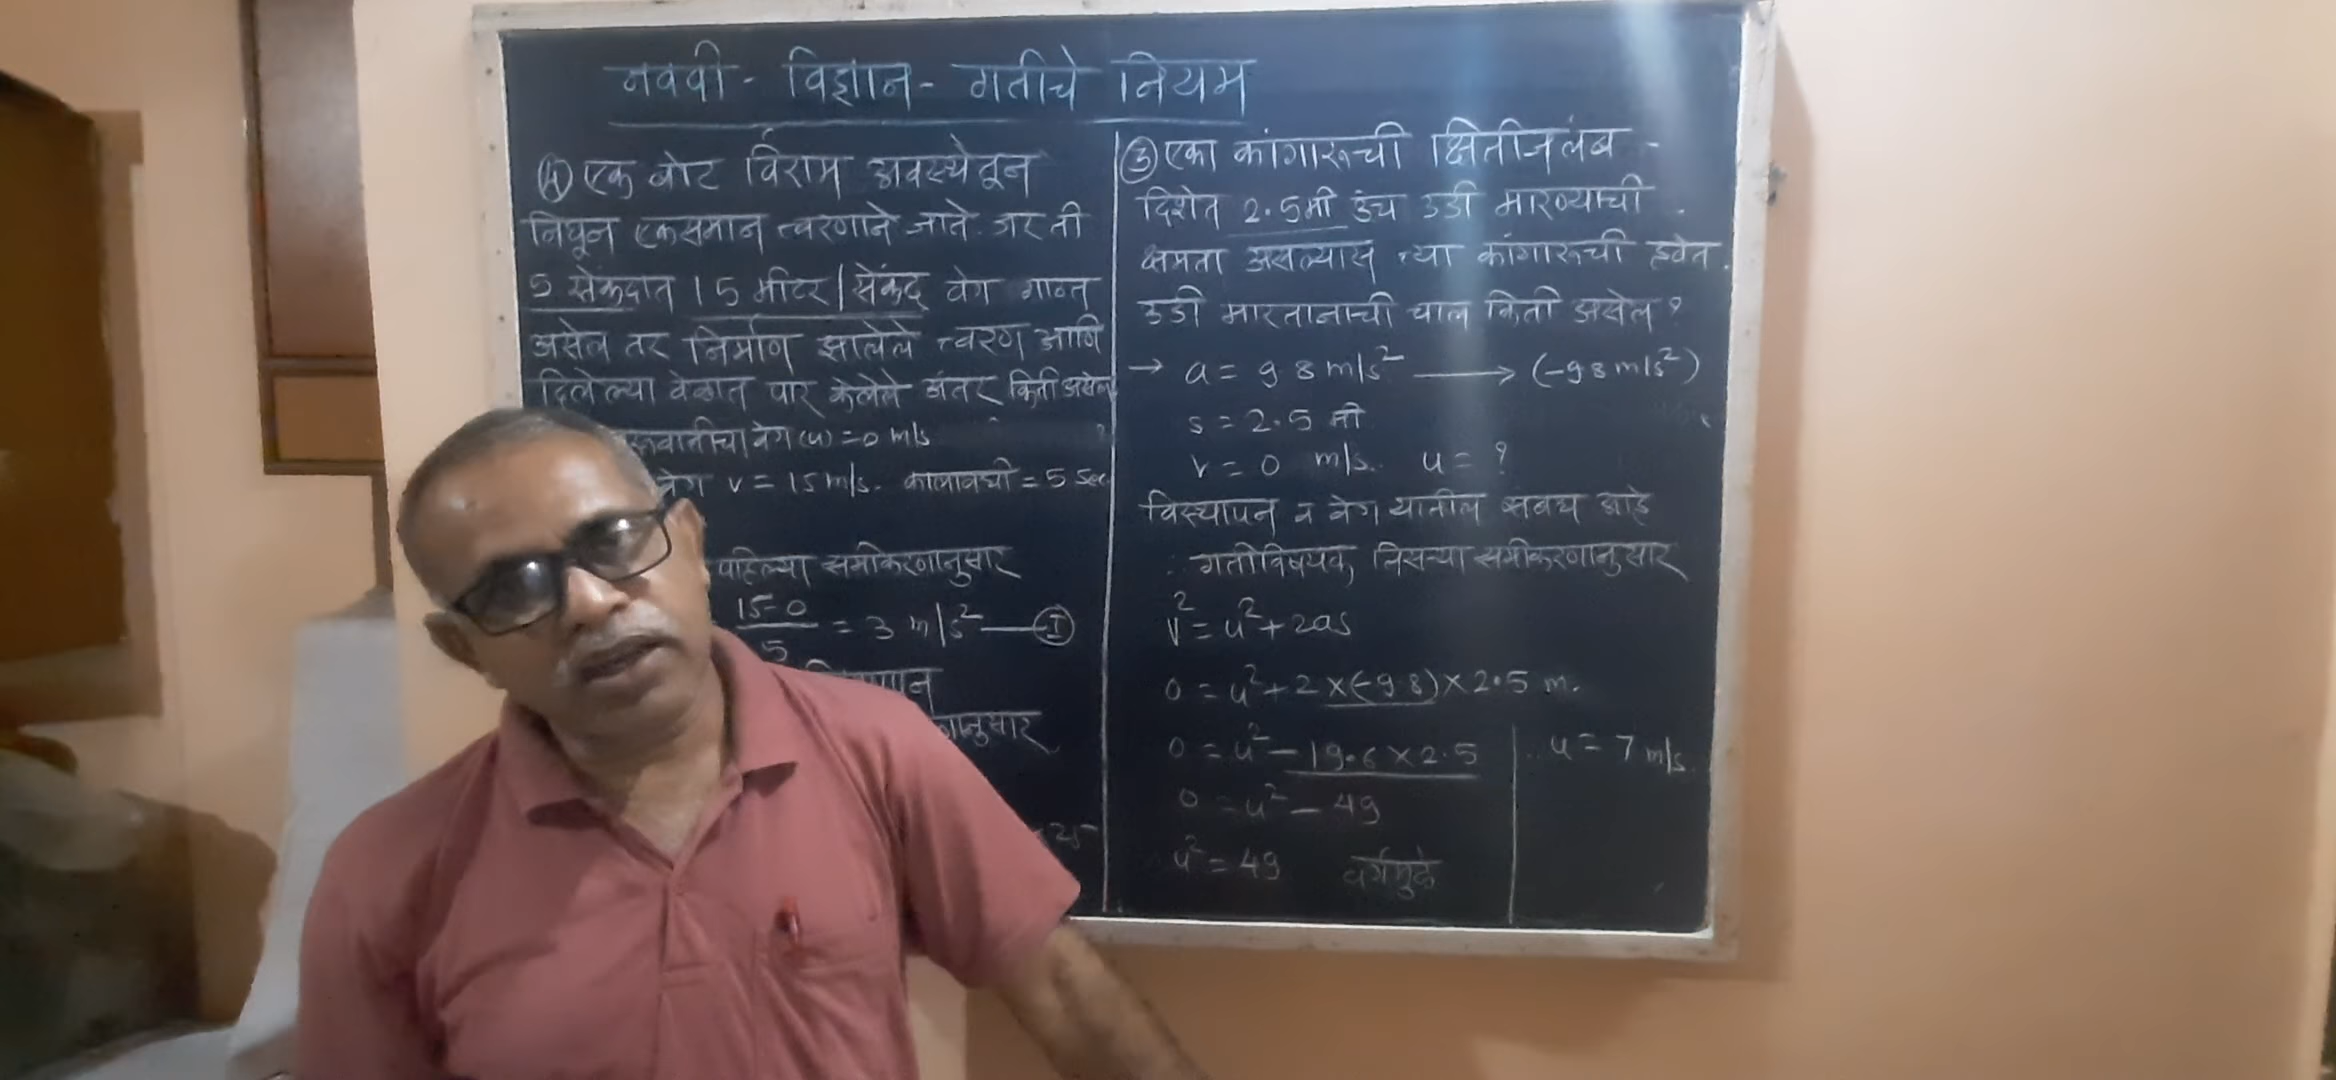 नववी - विज्ञान - गतीचे नियम
④ एक बोट विराम अवस्थेतून
निघून एकसमान त्वरणाने जाते. जर ती
5 सेकंदात 15 मीटर/सेकंद वेग गाठत
असेल तर निर्माण झालेले त्वरण आणि
दिलेल्या वेळात पार केलेले अंतर किती असेल
वेग (u) = 0 m/s ?
वेग v = 15 m/s. कालावधी = 5 Sec
पहिल्या समीकरणानुसार
15-0
= 3 m/s² — Ⓘ
5
③ एका कांगारूची क्षितीजलंब -
दिशेत 2.5मी उंच उडी मारण्याची
क्षमता असल्यास त्या कांगारूची हवेत
उडी मारतानाची चाल किती असेल ?
→ a = 9 8 m/s² ⟶ (-9 8 m/s²)
s = 2.5 मी
v = 0 m/s. u = ?
विस्थापन व वेग यातील संबंध आहे
∴ गतीविषयक तिसऱ्या समीकरणानुसार
v² = u² + 2as
0 = u² + 2 × (-9 8) × 2.5 m.
0 = u² - 19.6 × 2.5
0 = u² - 49
u² = 49 वर्गमुळे
∴ u = 7 m/s